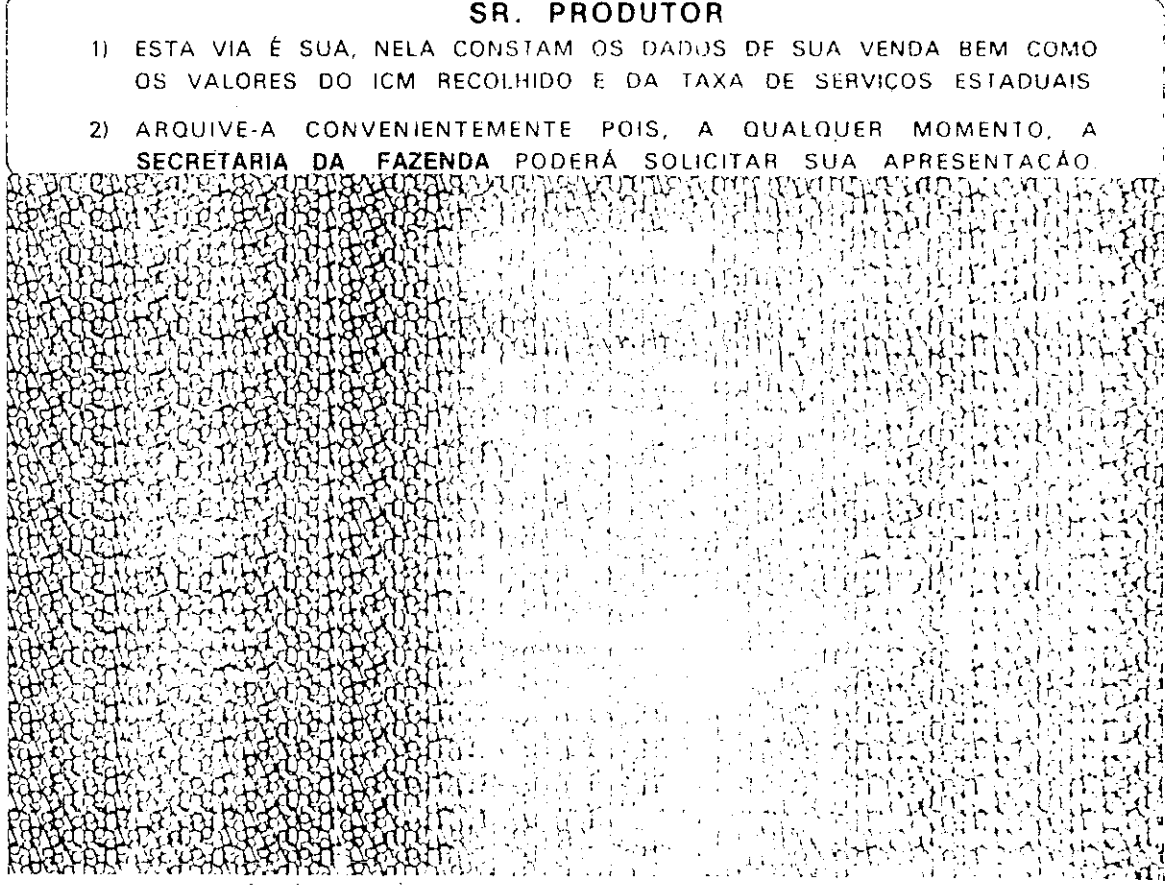 SR. PRODUTOR
1) ESTA VIA É SUA, NELA CONSTAM OS DADOS DE SUA VENDA BEM COMO
OS VALORES DO ICM RECOLHIDO E DA TAXA DE SERVIÇOS ESTADUAIS
2) ARQUIVE-A CONVENIENTEMENTE POIS, A QUALQUER MOMENTO, A
SECRETARIA DA FAZENDA PODERÁ SOLICITAR SUA APRESENTAÇÃO.